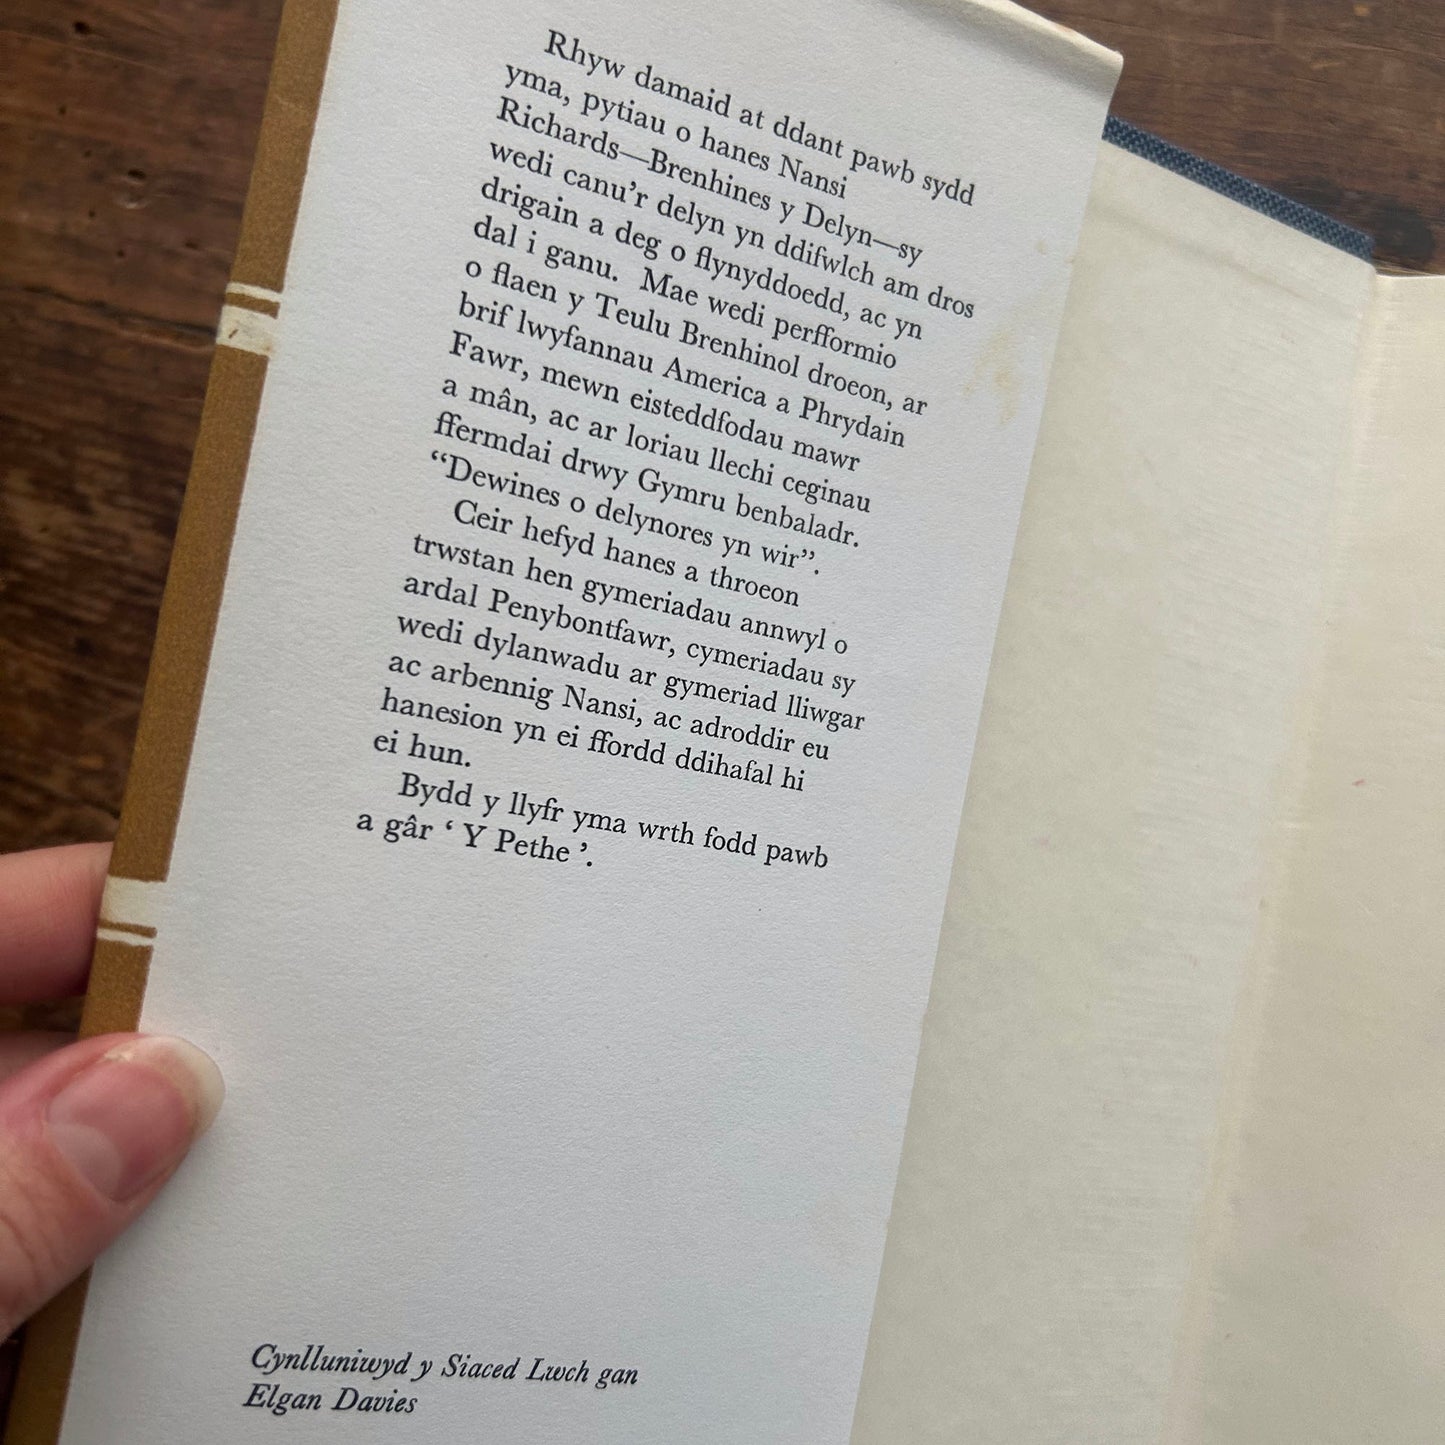 Rhyw damaid at ddant pawb sydd
yma, pytiau o hanes Nansi
Richards—Brenhines y Delyn—sy
wedi canu'r delyn yn ddifwlch am dros
drigain a deg o flynyddoedd, ac yn
dal i ganu. Mae wedi perfformio
o flaen y Teulu Brenhinol droeon, ar
brif lwyfannau America a Phrydain
Fawr, mewn eisteddfodau mawr
a mân, ac ar loriau llechi ceginau
ffermdai drwy Gymru benbaladr.
“Dewines o delynores yn wir”.
Ceir hefyd hanes a throeon
trwstan hen gymeriadau annwyl o
ardal Penybontfawr, cymeriadau sy
wedi dylanwadu ar gymeriad lliwgar
ac arbennig Nansi, ac adroddir eu
hanesion yn ei ffordd ddihafal hi
ei hun.
Bydd y llyfr yma wrth fodd pawb
a gâr ‘ Y Pethe ’.
Cynlluniwyd y Siaced Lwch gan
Elgan Davies